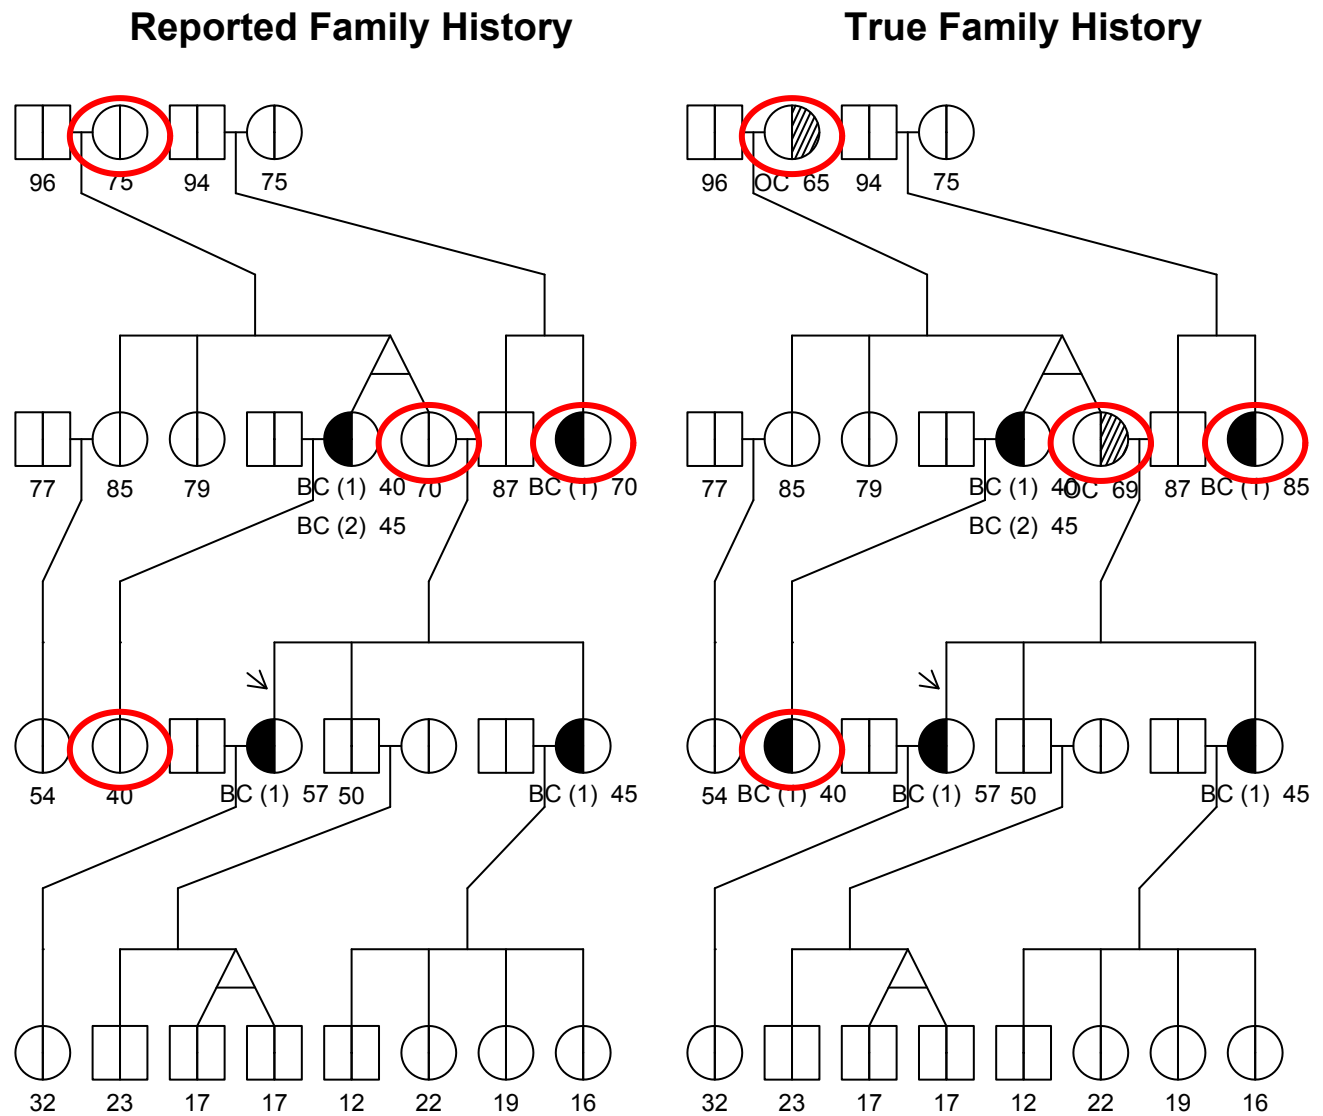 Reported Family History True Family History
96 75 94 75 96 OC 65 94 75
77 85 79 BC (1) 40 70 87 BC (1) 70 77 85 79 BC (1) 40 OC 69 87 BC (1) 85
BC (2) 45 BC (2) 45
54 40 BC (1) 57 50 BC (1) 45 54 BC (1) 40 BC (1) 57 50 BC (1) 45
32 23 17 17 12 22 19 16 32 23 17 17 12 22 19 16